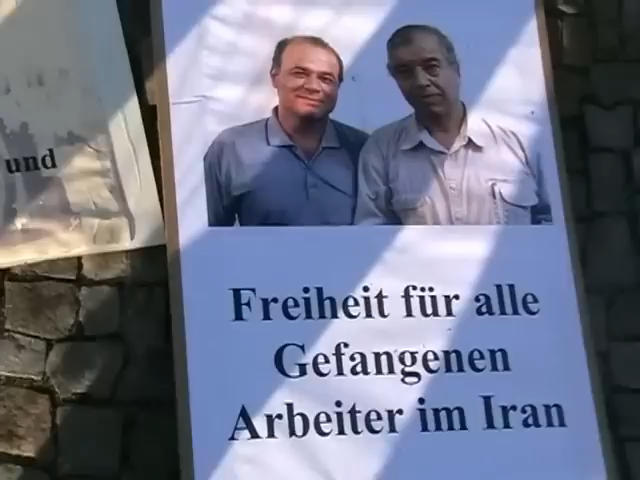 und
Freiheit für alle
Gefangenen
Arbeiter im Iran